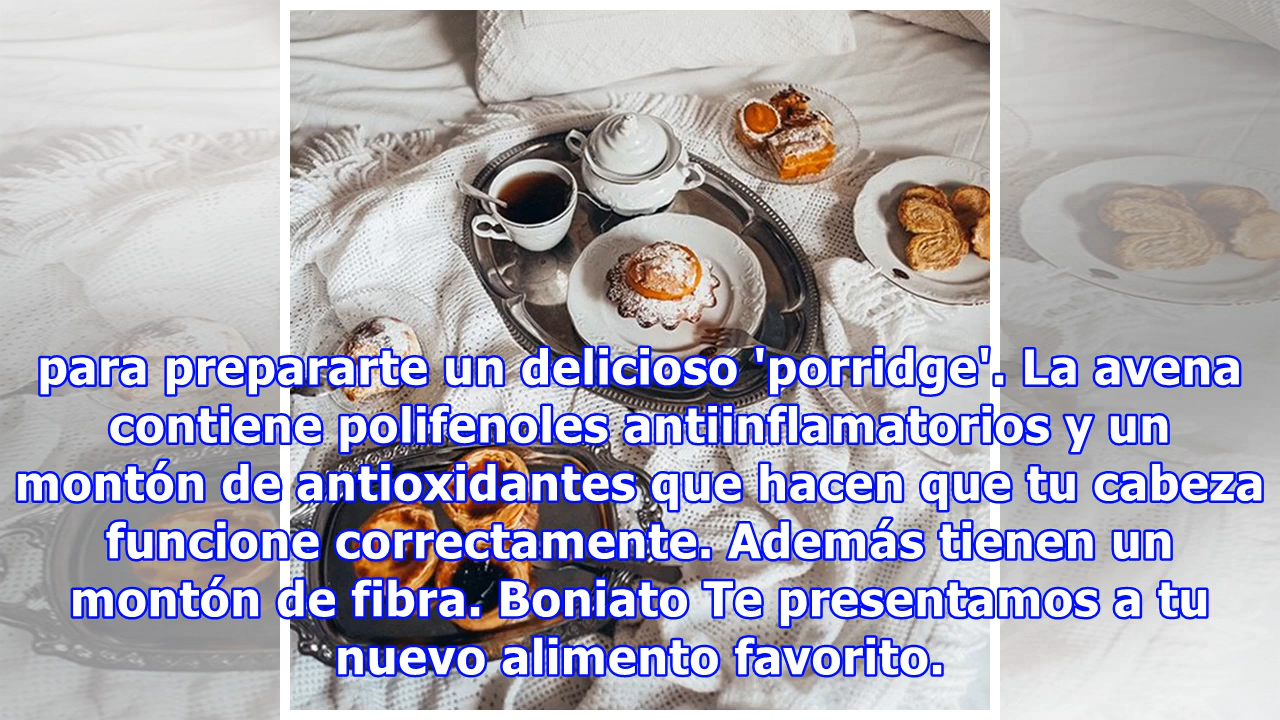 para prepararte un delicioso 'porridge'. La avena
contiene polifenoles antiinflamatorios y un
montón de antioxidantes que hacen que tu cabeza
funcione correctamente. Además tienen un
montón de fibra. Boniato Te presentamos a tu
nuevo alimento favorito.